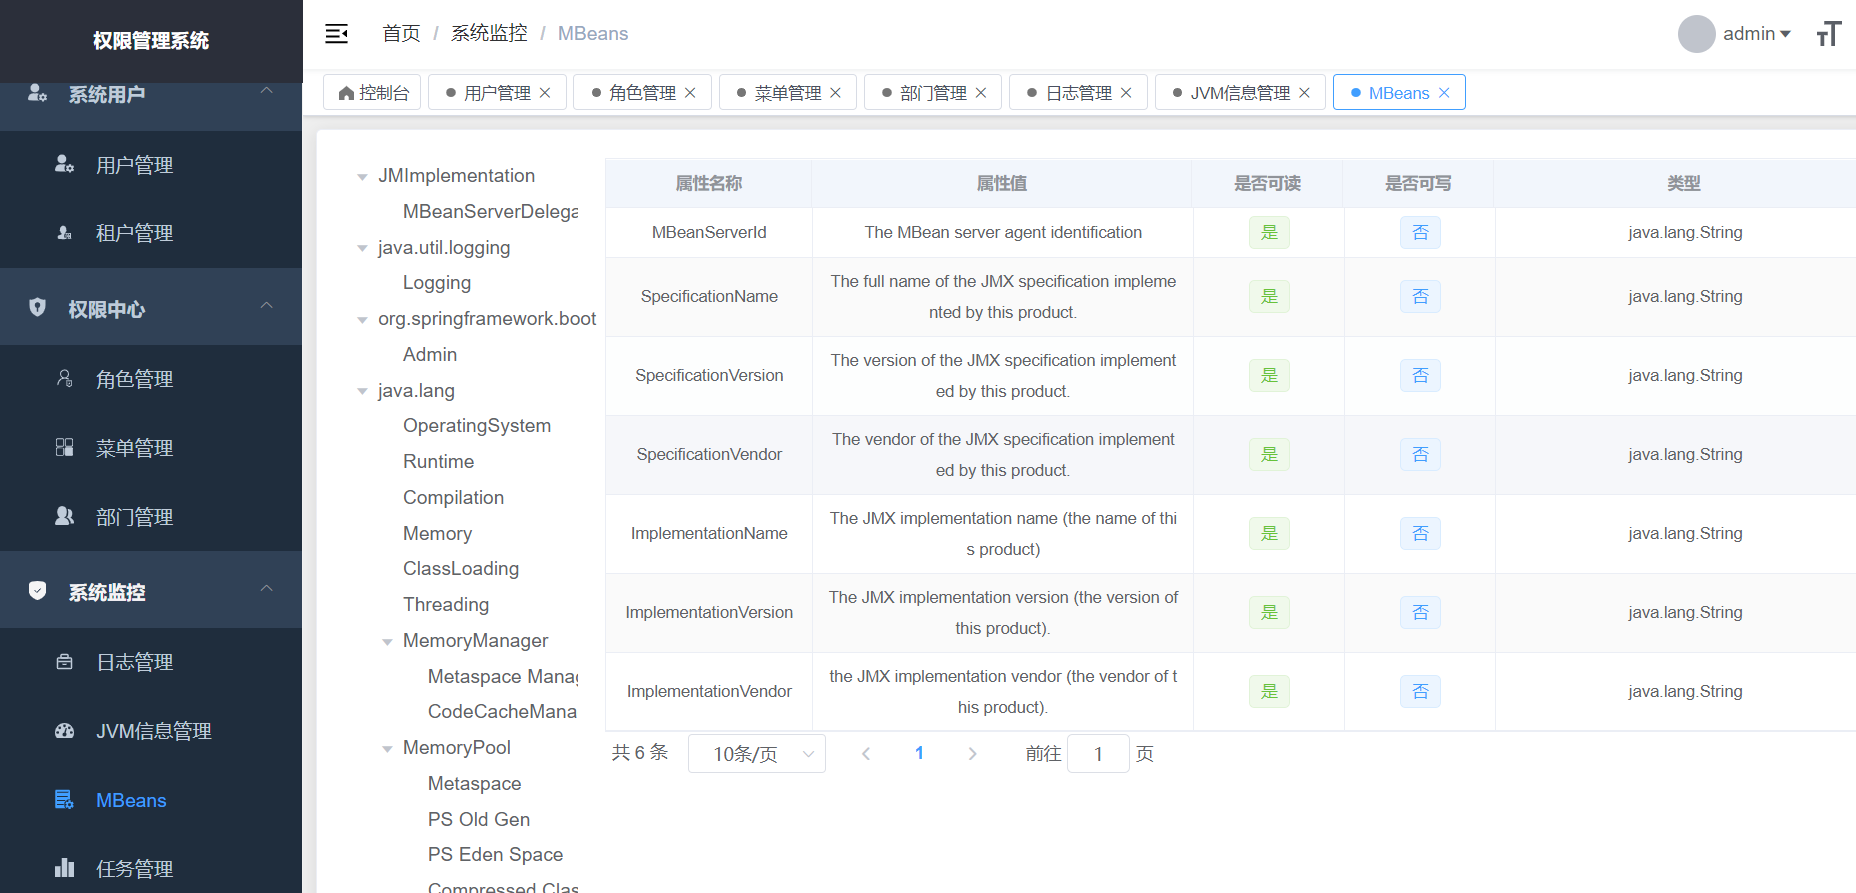 权限管理系统
系统用户
用户管理
租户管理
权限中心
角色管理
菜单管理
部门管理
系统监控
日志管理
JVM信息管理
MBeans
任务管理
首页 / 系统监控 / MBeans
admin
控制台
用户管理
角色管理
菜单管理
部门管理
日志管理
JVM信息管理
MBeans
JMImplementation
MBeanServerDelega
java.util.logging
Logging
org.springframework.boot
Admin
java.lang
OperatingSystem
Runtime
Compilation
Memory
ClassLoading
Threading
MemoryManager
Metaspace Manag
CodeCacheMana
MemoryPool
Metaspace
PS Old Gen
PS Eden Space
Compressed Clas
属性名称 属性值 是否可读 是否可写 类型
MBeanServerId The MBean server agent identification 是 否 java.lang.String
SpecificationName The full name of the JMX specification impleme
nted by this product. 是 否 java.lang.String
SpecificationVersion The version of the JMX specification implement
ed by this product. 是 否 java.lang.String
SpecificationVendor The vendor of the JMX specification implement
ed by this product. 是 否 java.lang.String
ImplementationName The JMX implementation name (the name of thi
s product) 是 否 java.lang.String
ImplementationVersion The JMX implementation version (the version of
this product). 是 否 java.lang.String
ImplementationVendor the JMX implementation vendor (the vendor of t
his product). 是 否 java.lang.String
共 6 条 10条/页 1 前往 1 页